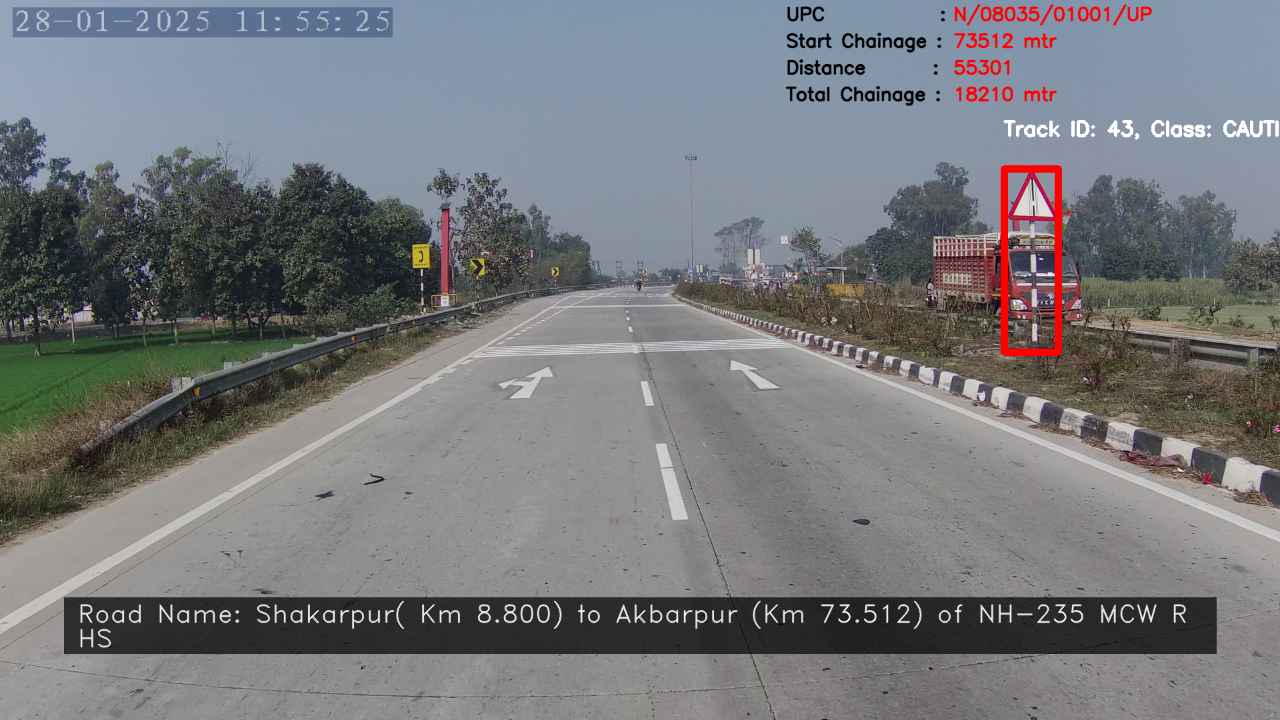 28-01-2025 11:55:25
UPC : N/08035/01001/UP
Start Chainage : 73512 mtr
Distance : 55301
Total Chainage : 18210 mtr
Track ID: 43, Class: CAUTI
Road Name: Shakarpur( Km 8.800) to Akbarpur (Km 73.512) of NH-235 MCW R
HS